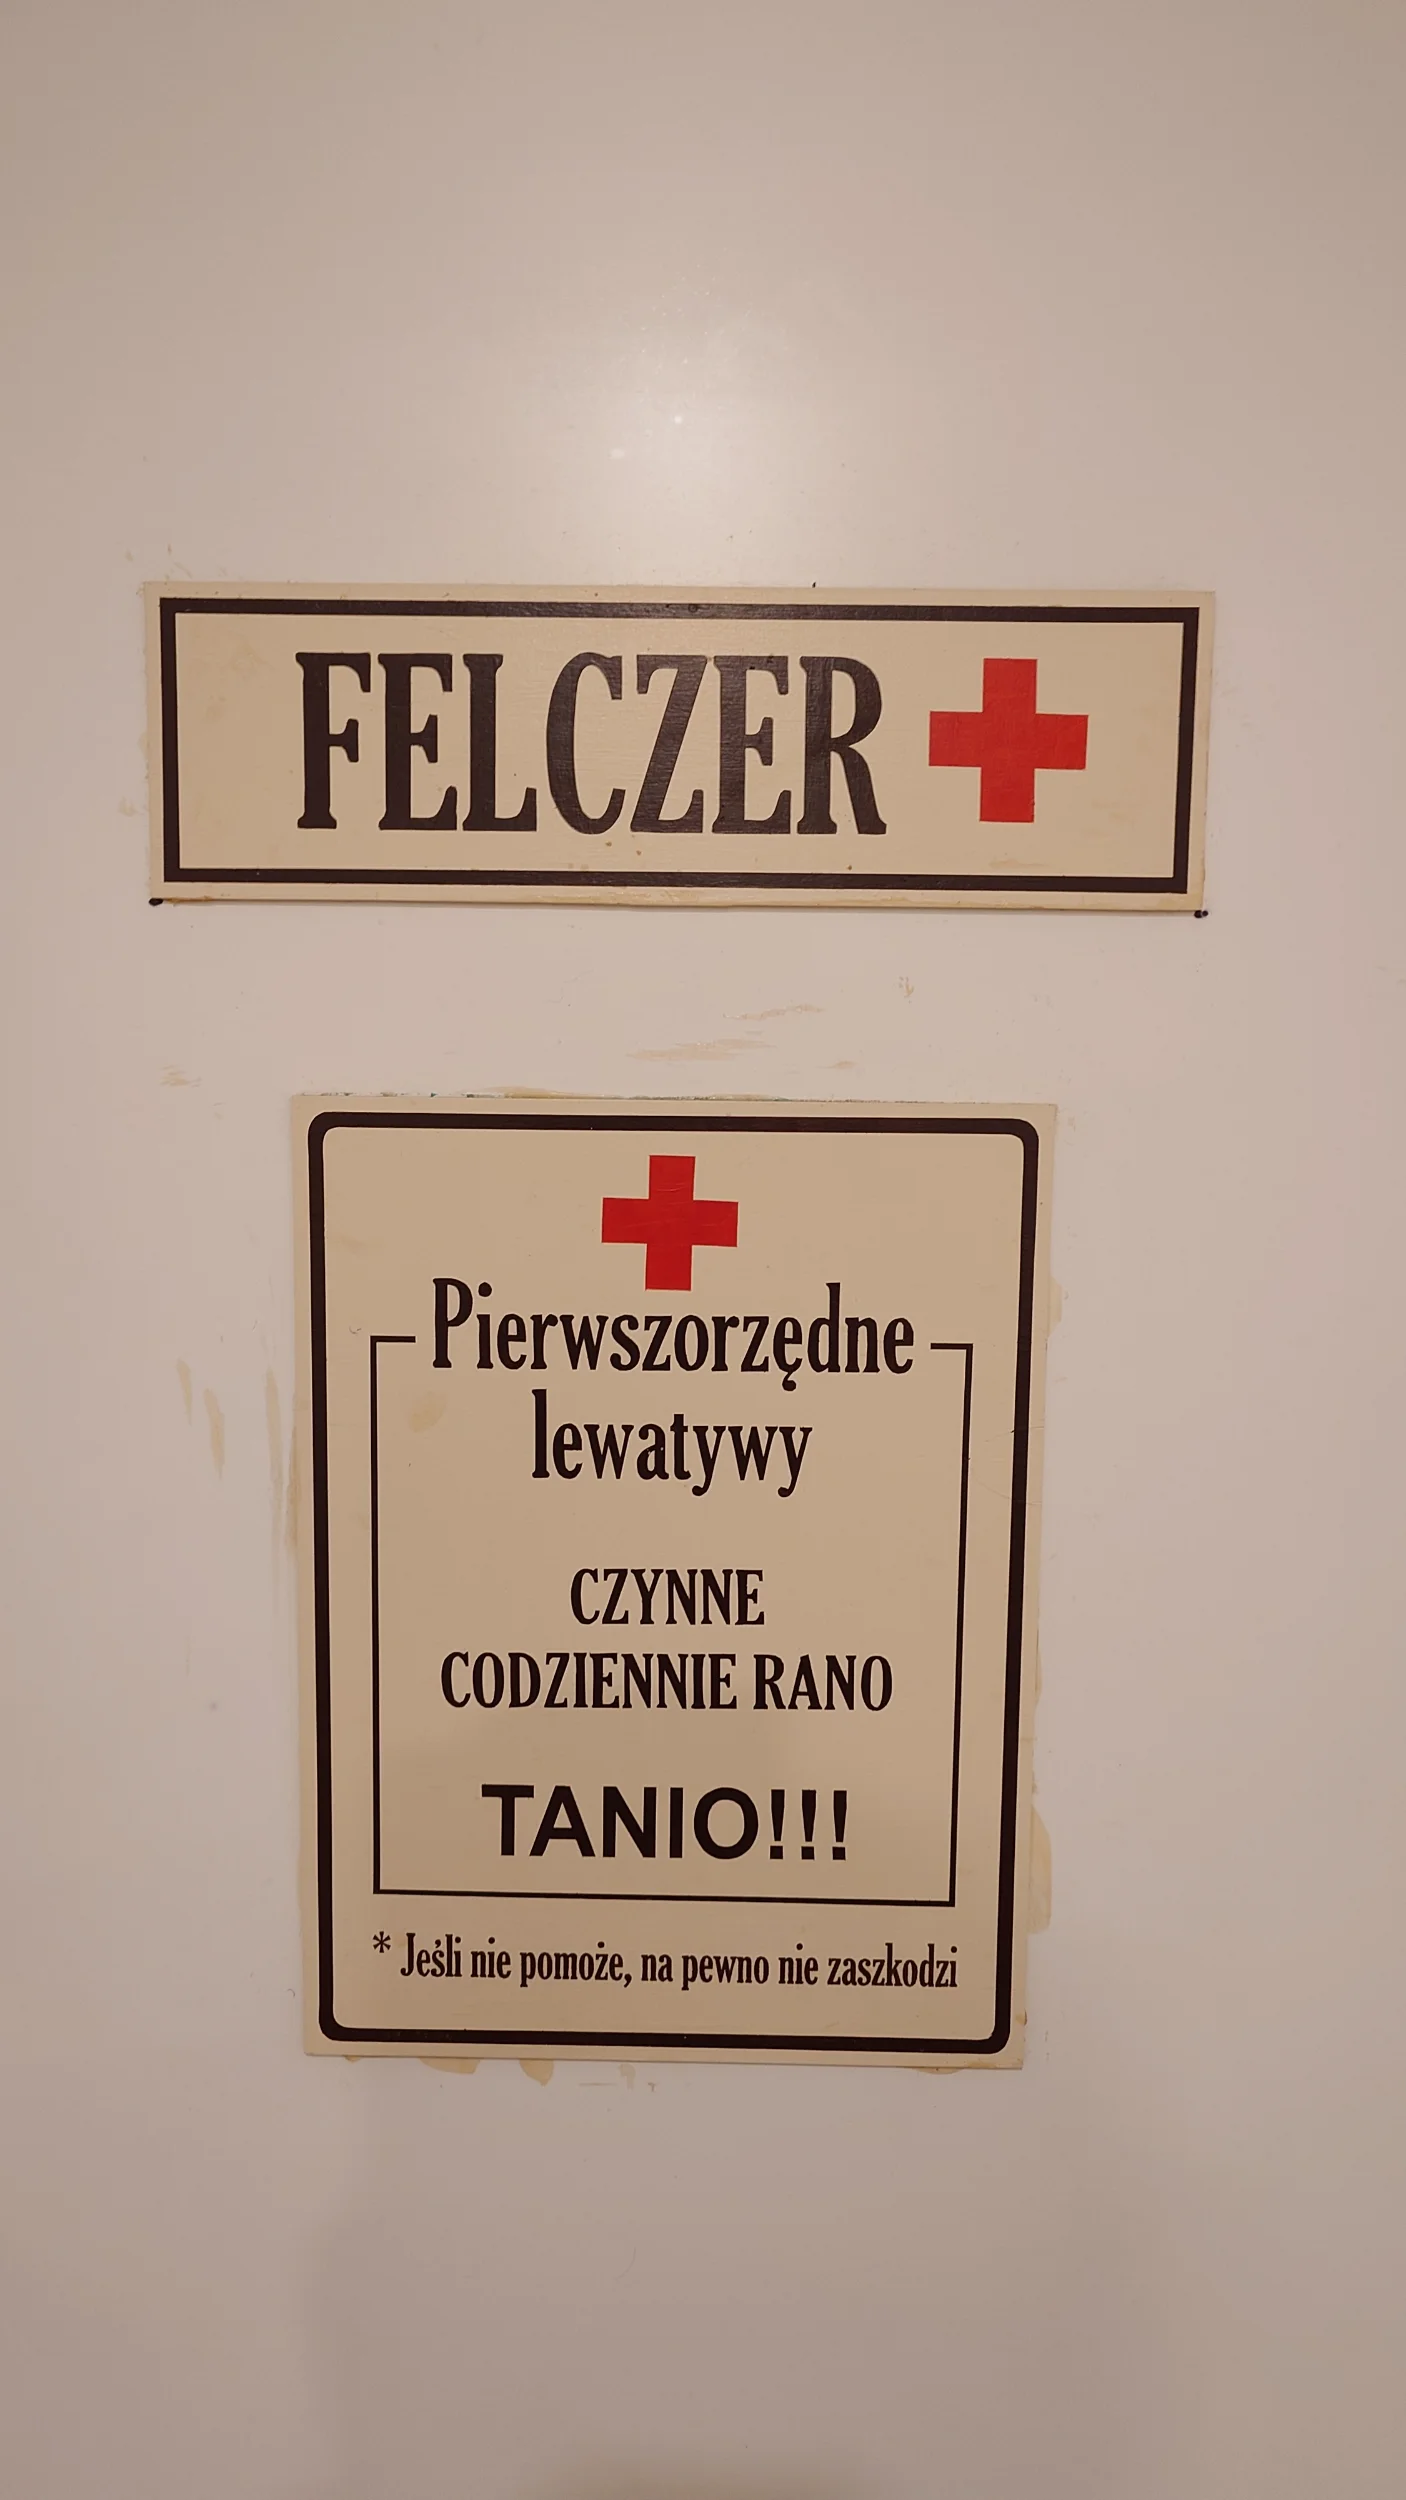 FELCZER
Pierwszorzędne
lewatywy
CZYNNE
CODZIENNIE RANO
TANIO!!!
* Jeśli nie pomoże, na pewno nie zaszkodzi